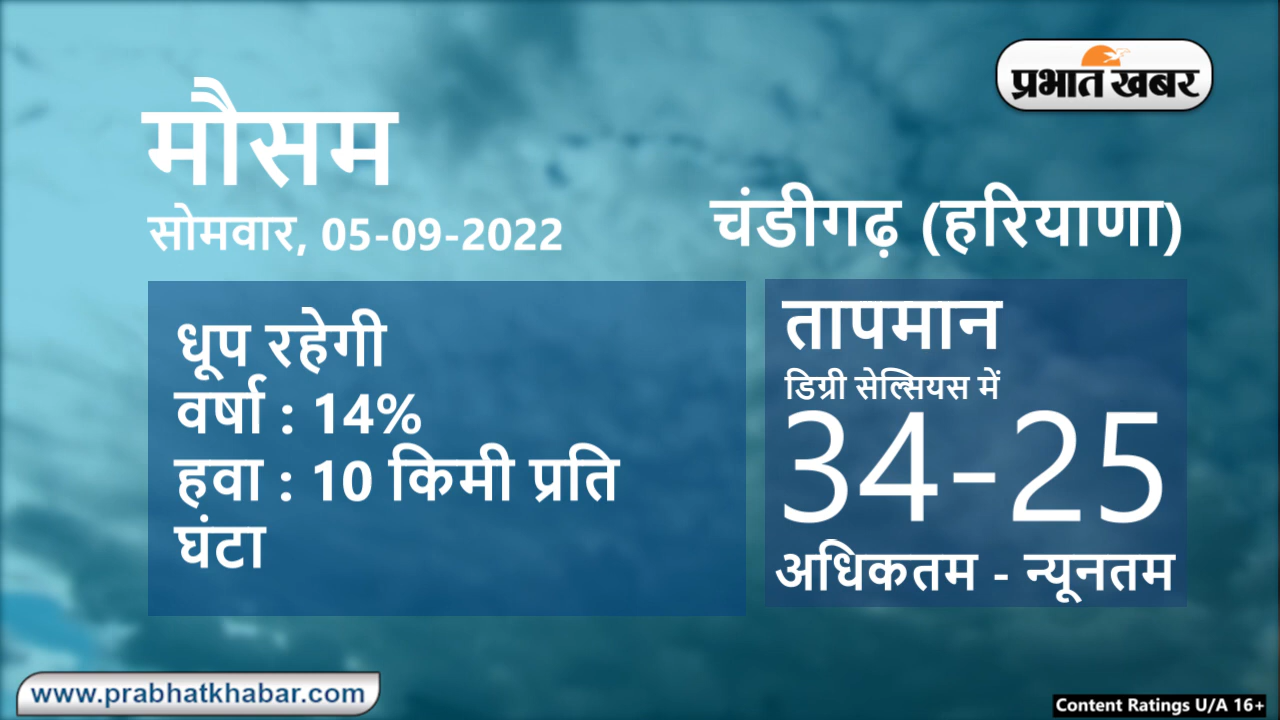 प्रभात खबर
मौसम
सोमवार, 05-09-2022
चंडीगढ़ (हरियाणा)
धूप रहेगी
वर्षा : 14%
हवा : 10 किमी प्रति
घंटा
तापमान
डिग्री सेल्सियस में
34-25
अधिकतम - न्यूनतम
www.prabhatkhabar.com
Content Ratings U/A 16+